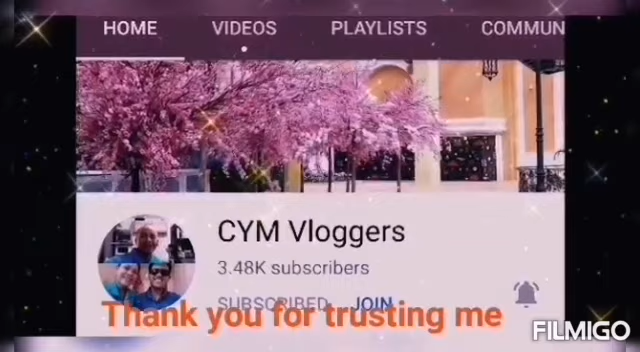 HOME VIDEOS PLAYLISTS COMMUN
CYM Vloggers
3.48K subscribers
SUBSCRIBED JOIN
Thank you for trusting me
FILMIGO